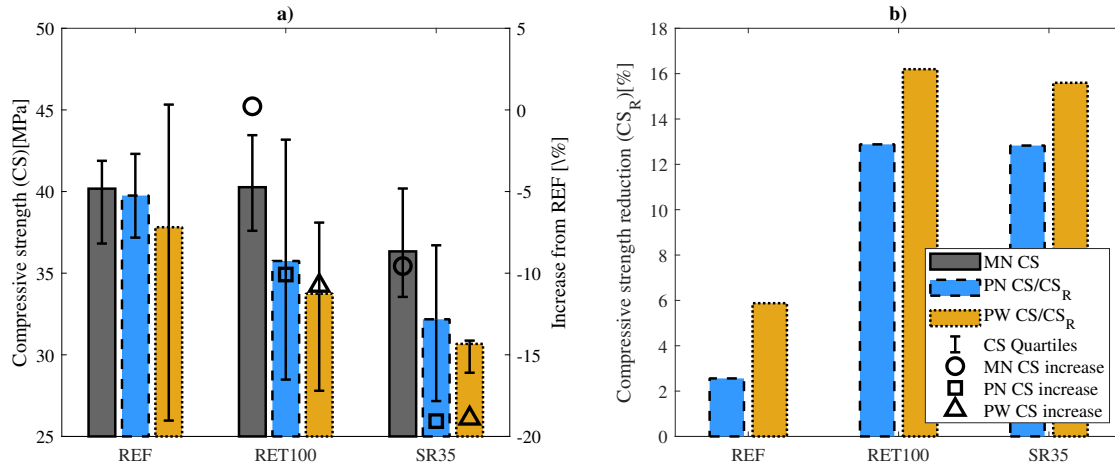 a)
Compressive strength (CS)[MPa]
50
45
40
35
30
25
5
0
-5
-10
-15
-20
Increase from REF [\%]
REF
RET100
SR35
b)
Compressive strength reduction (CS_R)[%]
18
16
14
12
10
8
6
4
2
0
REF
RET100
SR35
MN CS
PN CS/CS_R
PW CS/CS_R
CS Quartiles
MN CS increase
PN CS increase
PW CS increase